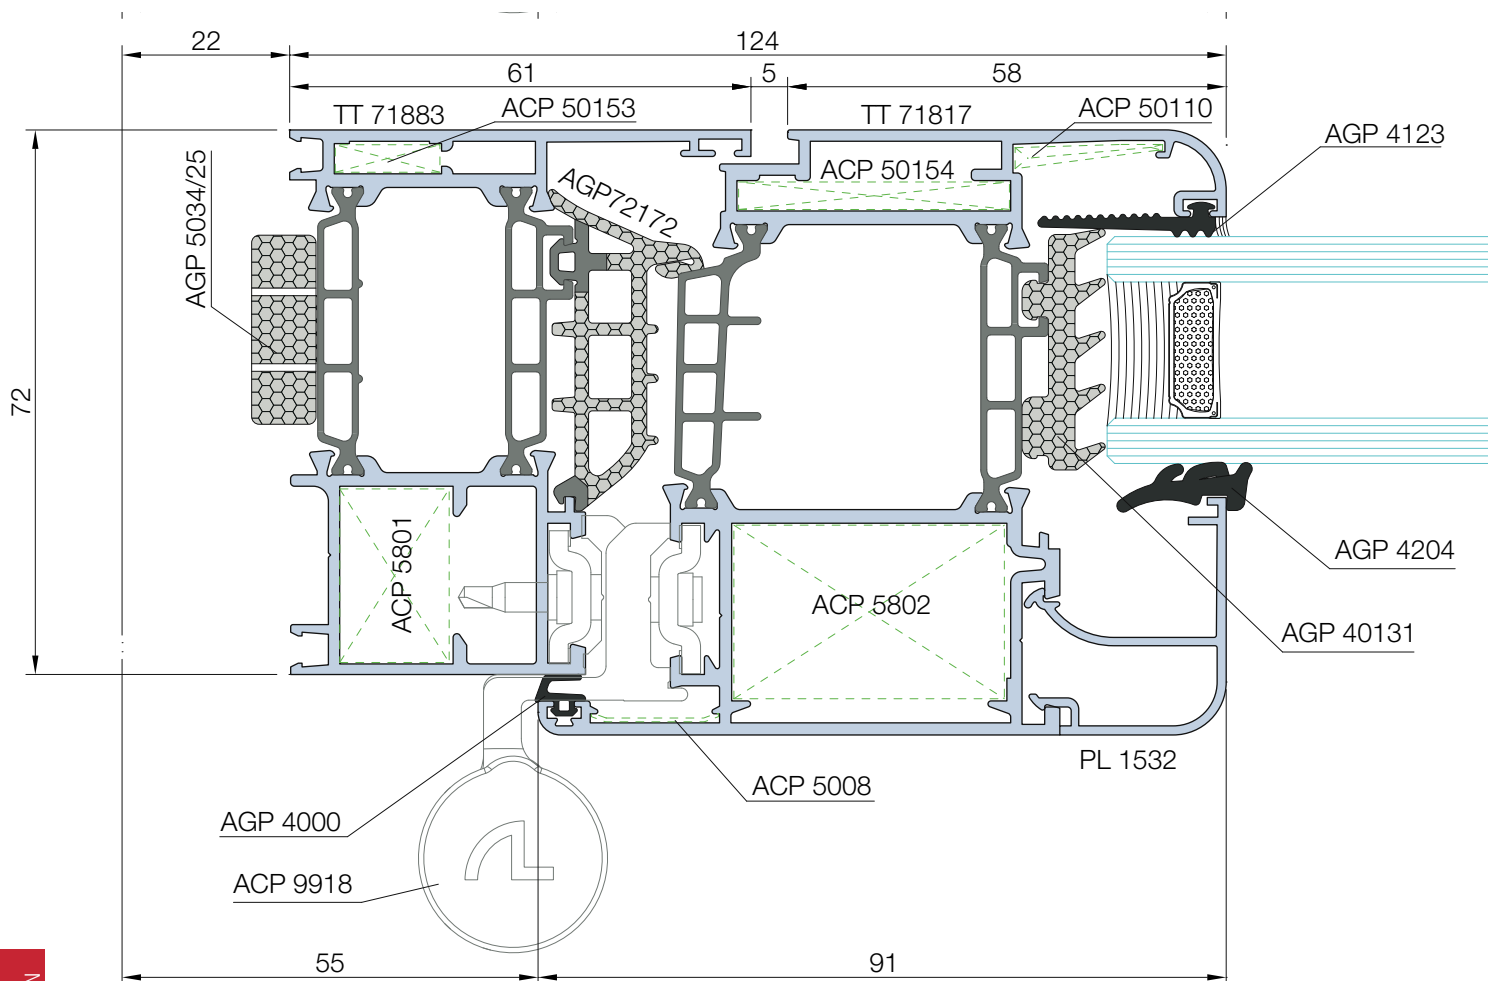 22
124
61
5
58
TT 71883
ACP 50153
TT 71817
ACP 50110
AGP 4123
AGP 5034/25
AGP72172
ACP 50154
72
ACP 5801
ACP 5802
AGP 4204
AGP 40131
PL 1532
ACP 5008
AGP 4000
ACP 9918
55
91
N